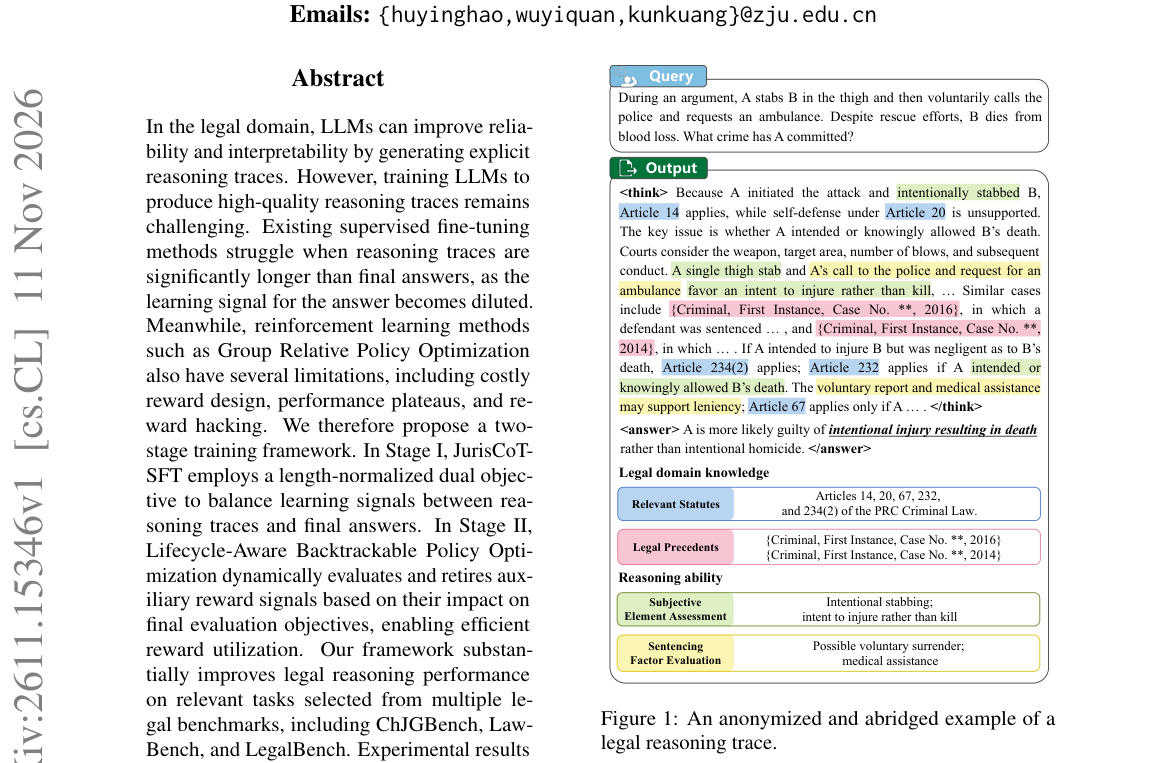 Emails: {huyinghao,wuyiquan,kunkuang}@zju.edu.cn
Xiv:2611.15346v1 [cs.CL] 11 Nov 2026
Abstract
In the legal domain, LLMs can improve relia-
bility and interpretability by generating explicit
reasoning traces. However, training LLMs to
produce high-quality reasoning traces remains
challenging. Existing supervised fine-tuning
methods struggle when reasoning traces are
significantly longer than final answers, as the
learning signal for the answer becomes diluted.
Meanwhile, reinforcement learning methods
such as Group Relative Policy Optimization
also have several limitations, including costly
reward design, performance plateaus, and re-
ward hacking. We therefore propose a two-
stage training framework. In Stage I, JurisCoT-
SFT employs a length-normalized dual objec-
tive to balance learning signals between rea-
soning traces and final answers. In Stage II,
Lifecycle-Aware Backtrackable Policy Opti-
mization dynamically evaluates and retires aux-
iliary reward signals based on their impact on
final evaluation objectives, enabling efficient
reward utilization. Our framework substan-
tially improves legal reasoning performance
on relevant tasks selected from multiple le-
gal benchmarks, including ChJGBench, Law-
Bench, and LegalBench. Experimental results
Query
During an argument, A stabs B in the thigh and then voluntarily calls the
police and requests an ambulance. Despite rescue efforts, B dies from
blood loss. What crime has A committed?
Output
<think> Because A initiated the attack and intentionally stabbed B,
Article 14 applies, while self-defense under Article 20 is unsupported.
The key issue is whether A intended or knowingly allowed B's death.
Courts consider the weapon, target area, number of blows, and subsequent
conduct. A single thigh stab and A's call to the police and request for an
ambulance favor an intent to injure rather than kill, … Similar cases
include {Criminal, First Instance, Case No. **, 2016}, in which a
defendant was sentenced … , and {Criminal, First Instance, Case No. **,
2014}, in which … . If A intended to injure B but was negligent as to B's
death, Article 234(2) applies; Article 232 applies if A intended or
knowingly allowed B's death. The voluntary report and medical assistance
may support leniency; Article 67 applies only if A … . </think>
<answer> A is more likely guilty of intentional injury resulting in death
rather than intentional homicide. </answer>
Legal domain knowledge
Relevant Statutes
Articles 14, 20, 67, 232,
and 234(2) of the PRC Criminal Law.
Legal Precedents
{Criminal, First Instance, Case No. **, 2016}
{Criminal, First Instance, Case No. **, 2014}
Reasoning ability
Subjective
Element Assessment
Intentional stabbing;
intent to injure rather than kill
Sentencing
Factor Evaluation
Possible voluntary surrender;
medical assistance
Figure 1: An anonymized and abridged example of a
legal reasoning trace.